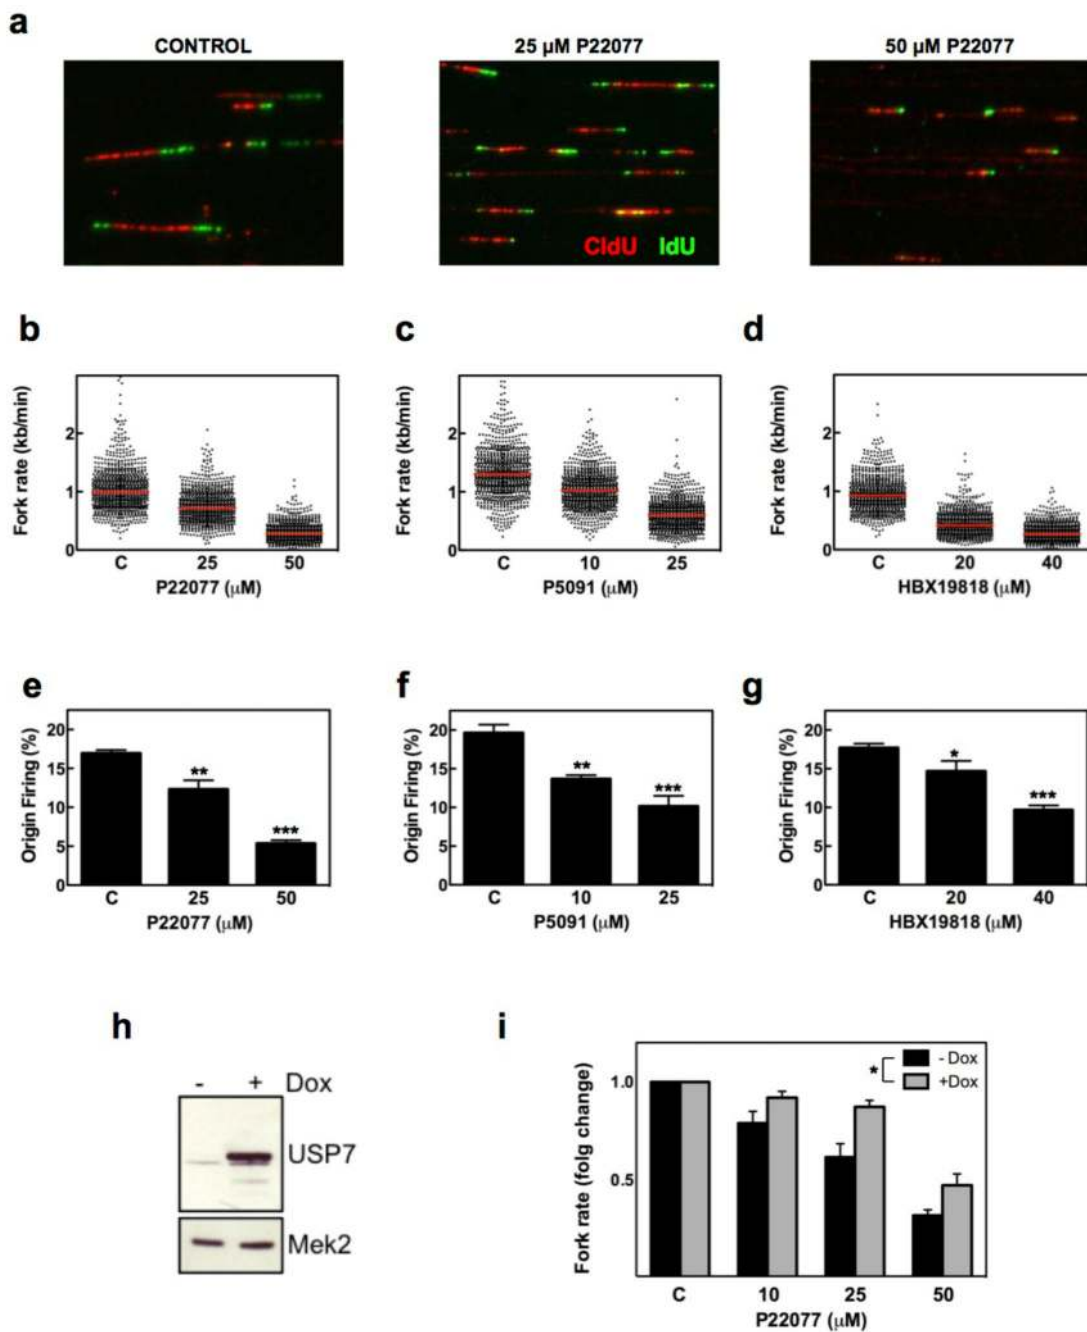 a
CONTROL
25 µM P22077
50 µM P22077
CldU IdU
b
c
d
Fork rate (kb/min)
2
1
0
C 25 50
P22077 (µM)
Fork rate (kb/min)
2
1
0
C 10 25
P5091 (µM)
Fork rate (kb/min)
2
1
0
C 20 40
HBX19818 (µM)
e
f
g
Origin Firing (%)
20
15
10
5
0
** ***
C 25 50
P22077 (µM)
Origin Firing (%)
20
15
10
5
0
** ***
C 10 25
P5091 (µM)
Origin Firing (%)
20
15
10
5
0
* ***
C 20 40
HBX19818 (µM)
h
- + Dox
USP7
Mek2
i
Fork rate (folg change)
1.0
0.5
* - Dox
+Dox
C 10 25 50
P22077 (µM)